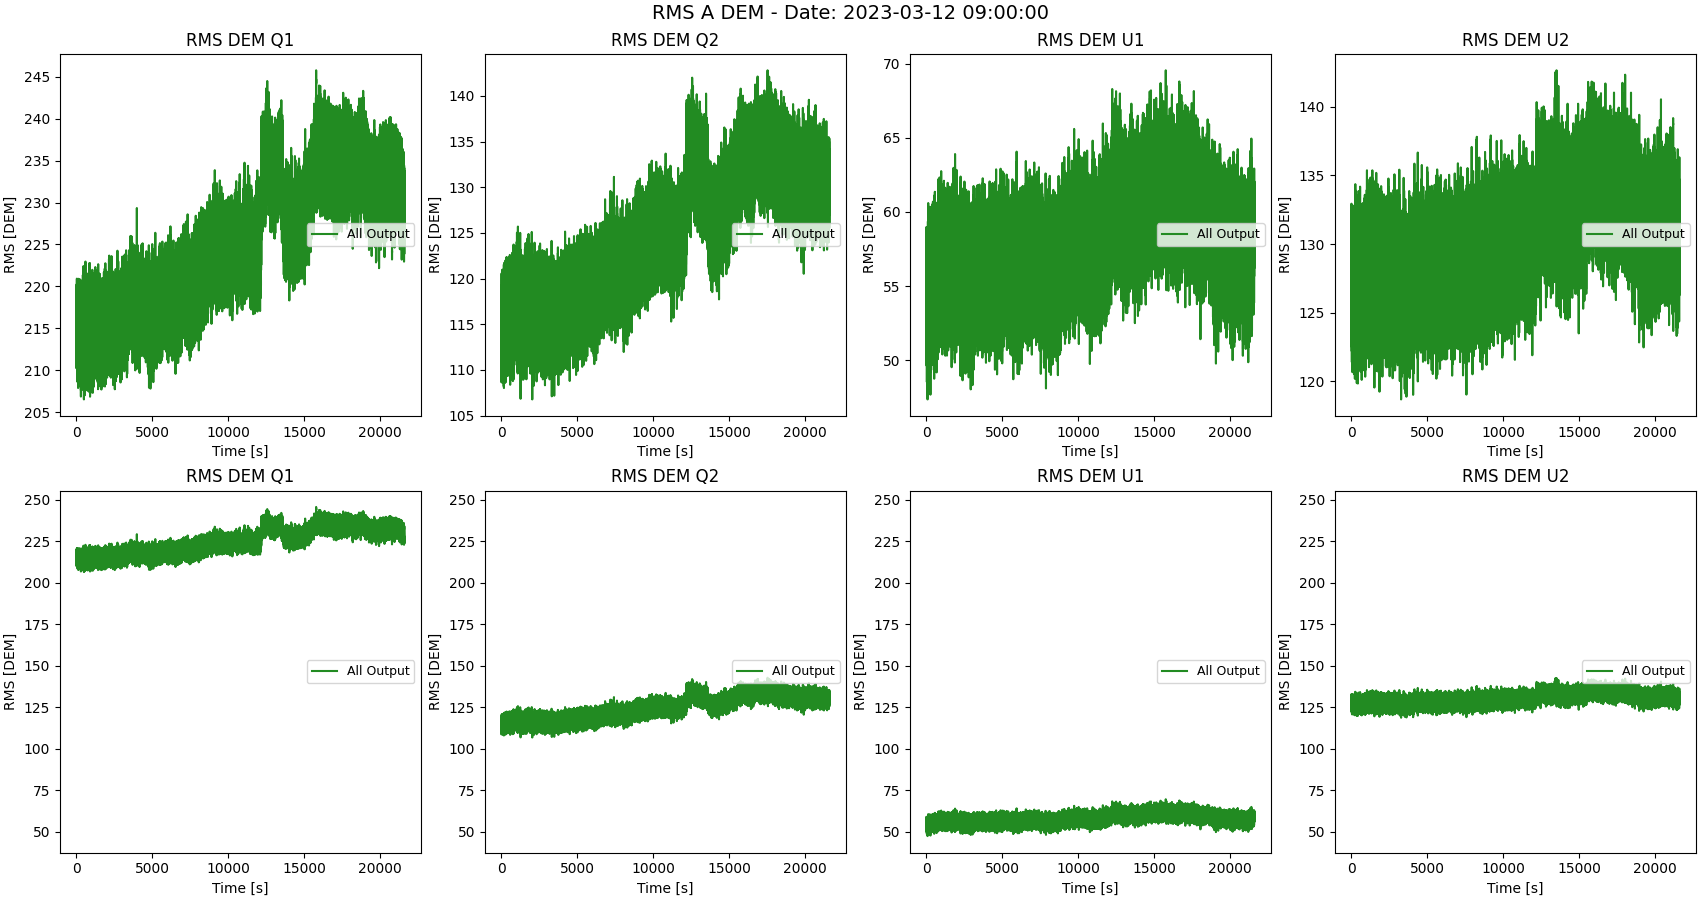 RMS A DEM - Date: 2023-03-12 09:00:00
RMS DEM Q1
RMS DEM Q2
RMS DEM U1
RMS DEM U2
RMS [DEM]
245
240
235
230
225
220
215
210
205
All Output
0 5000 10000 15000 20000
Time [s]
RMS [DEM]
140
135
130
125
120
115
110
105
All Output
0 5000 10000 15000 20000
Time [s]
RMS [DEM]
70
65
60
55
50
All Output
0 5000 10000 15000 20000
Time [s]
RMS [DEM]
140
135
130
125
120
All Output
0 5000 10000 15000 20000
Time [s]
RMS DEM Q1
RMS DEM Q2
RMS DEM U1
RMS DEM U2
RMS [DEM]
250
225
200
175
150
125
100
75
50
All Output
0 5000 10000 15000 20000
Time [s]
RMS [DEM]
250
225
200
175
150
125
100
75
50
All Output
0 5000 10000 15000 20000
Time [s]
RMS [DEM]
250
225
200
175
150
125
100
75
50
All Output
0 5000 10000 15000 20000
Time [s]
RMS [DEM]
250
225
200
175
150
125
100
75
50
All Output
0 5000 10000 15000 20000
Time [s]